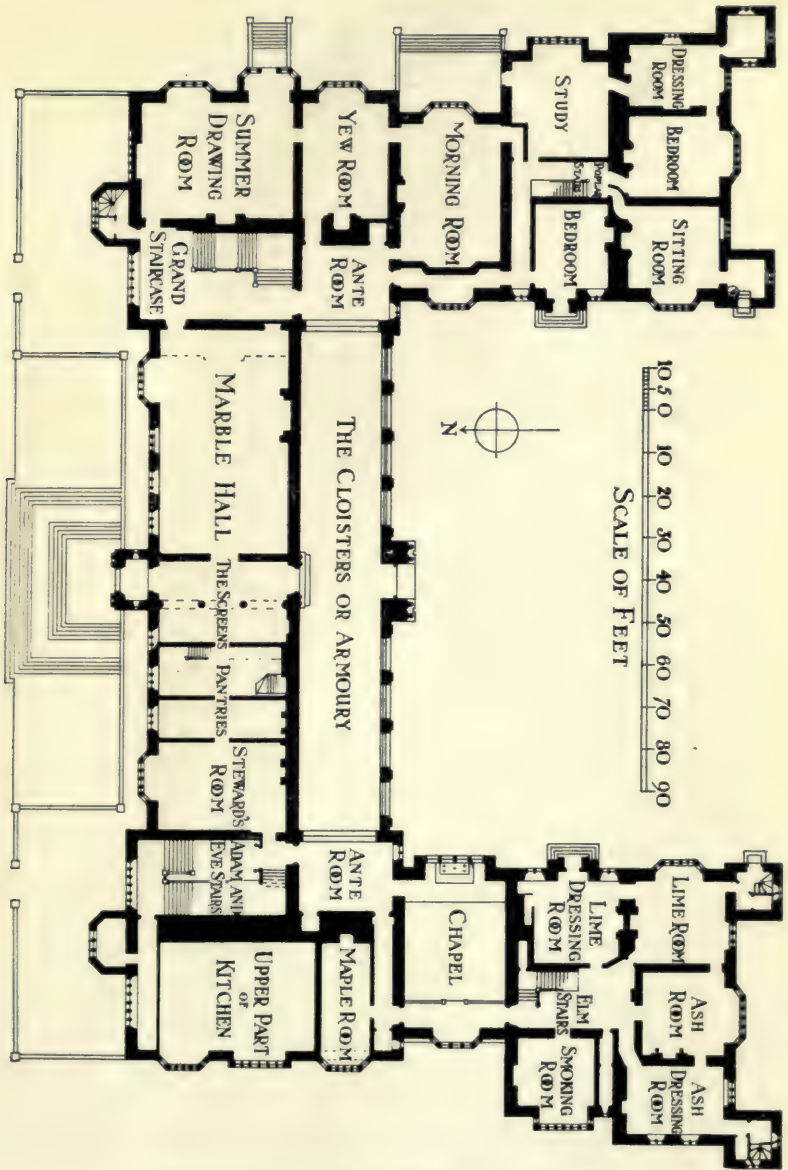 DRESSING
ROOM
BEDROOM
SITTING
ROOM
STUDY
POPLAR
STAIRS
BEDROOM
MORNING ROOM
YEW ROOM
ANTE
ROOM
SUMMER
DRAWING
ROOM
GRAND
STAIRCASE
10 5 0 10 20 30 40 50 60 70 80 90
SCALE OF FEET
N
THE CLOISTERS OR ARMOURY
MARBLE HALL
THE SCREENS
PANTRIES
STEWARD'S
ROOM
LIME ROOM
ASH
ROOM
ASH
DRESSING
ROOM
LIME
DRESSING
ROOM
ELM
STAIRS
SMOKING
ROOM
CHAPEL
ANTE
ROOM
MAPLE ROOM
ADAM AND
EVE STAIRS
UPPER PART
OF
KITCHEN